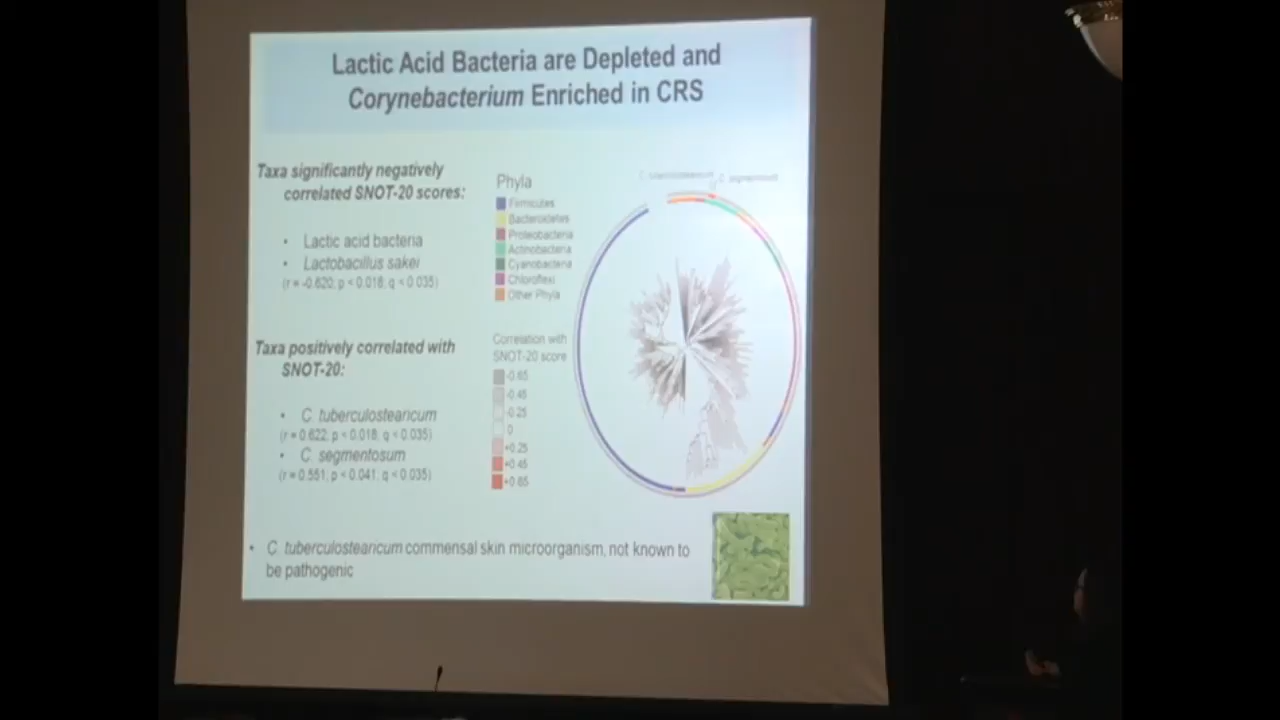 Lactic Acid Bacteria are Depleted and
Corynebacterium Enriched in CRS
Taxa significantly negatively
correlated SNOT-20 scores:
• Lactic acid bacteria
• Lactobacillus sakei
(r = -0.620; p < 0.018; q < 0.035)
Taxa positively correlated with
SNOT-20:
• C. tuberculostearicum
(r = 0.622; p < 0.018; q < 0.035)
• C. segmentosum
(r = 0.551; p < 0.041; q < 0.035)
Phyla
Firmicutes
Bacteroidetes
Proteobacteria
Actinobacteria
Cyanobacteria
Chloroflexi
Other Phyla
Correlation with
SNOT-20 score
-0.65
-0.45
-0.25
0
+0.25
+0.45
+0.65
• C. tuberculostearicum commensal skin microorganism, not known to
be pathogenic